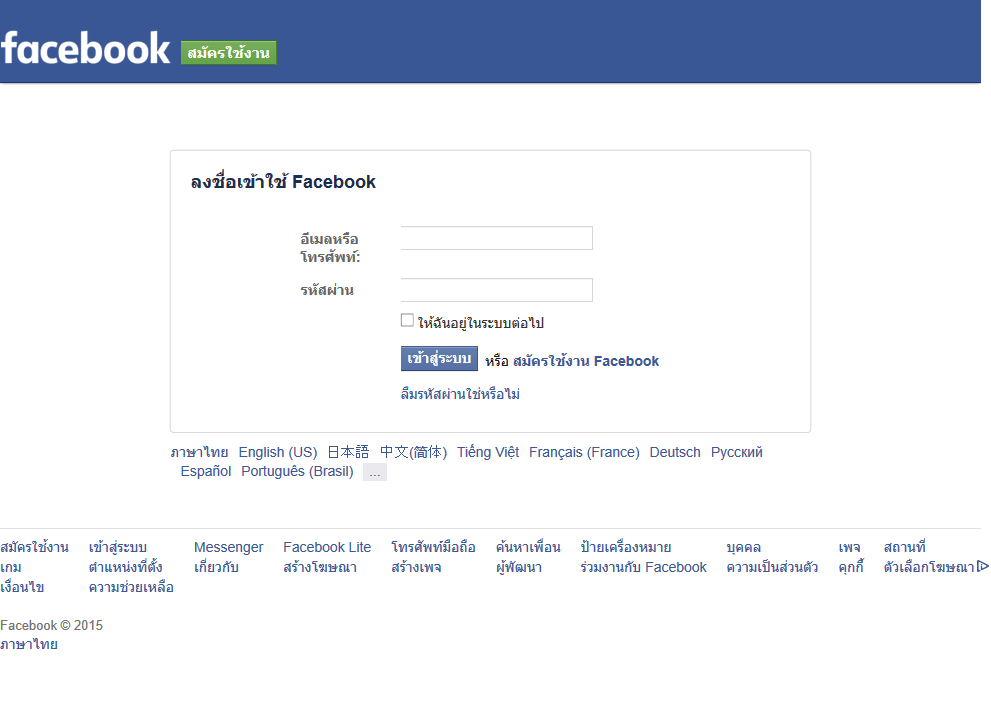 facebook สมัครใช้งาน
ลงชื่อเข้าใช้ Facebook
อีเมลหรือ
โทรศัพท์:
รหัสผ่าน
ให้ฉันอยู่ในระบบต่อไป
เข้าสู่ระบบ หรือ สมัครใช้งาน Facebook
ลืมรหัสผ่านใช่หรือไม่
ภาษาไทย English (US) 日本語 中文(简体) Tiếng Việt Français (France) Deutsch Русский
Español Português (Brasil) ...
สมัครใช้งาน เข้าสู่ระบบ Messenger Facebook Lite โทรศัพท์มือถือ ค้นหาเพื่อน ป้ายเครื่องหมาย บุคคล เพจ สถานที่
เกม ตำแหน่งที่ตั้ง เกี่ยวกับ สร้างโฆษณา สร้างเพจ ผู้พัฒนา ร่วมงานกับ Facebook ความเป็นส่วนตัว คุกกี้ ตัวเลือกโฆษณา
เงื่อนไข ความช่วยเหลือ
Facebook © 2015
ภาษาไทย